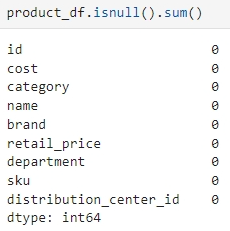 product_df.isnull().sum()
id 0
cost 0
category 0
name 0
brand 0
retail_price 0
department 0
sku 0
distribution_center_id 0
dtype: int64